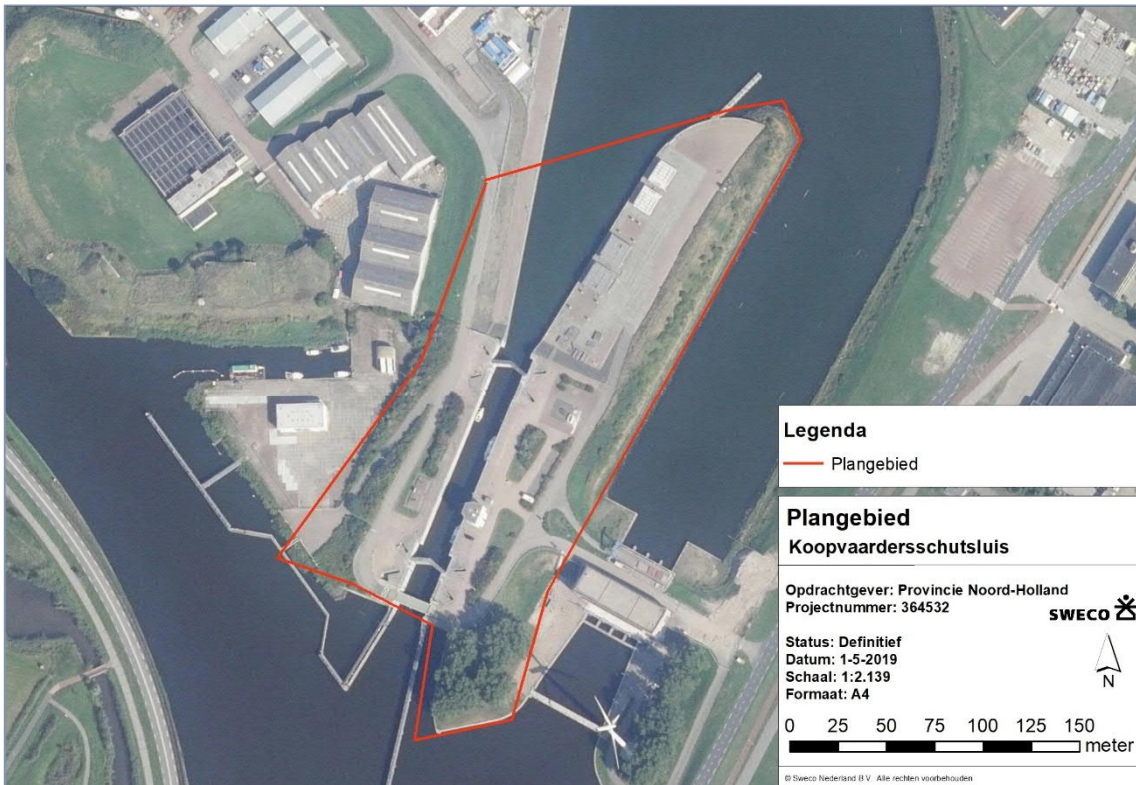 Legenda
Plangebied
Plangebied
Koopvaardersschutsluis
Opdrachtgever: Provincie Noord-Holland
Projectnummer: 364532
SWECO
Status: Definitief
Datum: 1-5-2019
Schaal: 1:2.139
Formaat: A4
N
0 25 50 75 100 125 150
meter
© Sweco Nederland B.V. Alle rechten voorbehouden